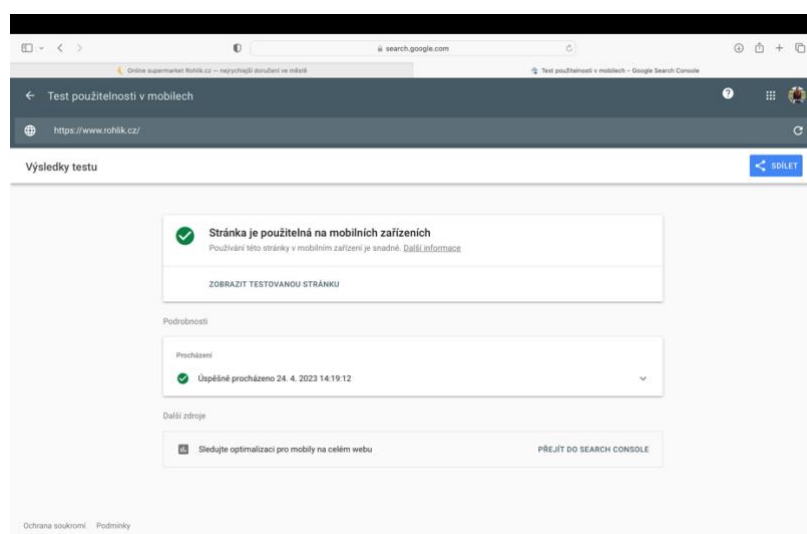 search.google.com
Online supermarket Rohlik.cz — nejrychlejší doručení ve městě
Test použitelnosti v mobilech – Google Search Console
Test použitelnosti v mobilech
https://www.rohlik.cz/
Výsledky testu
SDÍLET
Stránka je použitelná na mobilních zařízeních
Používání této stránky v mobilním zařízení je snadné. Další informace
ZOBRAZIT TESTOVANOU STRÁNKU
Podrobnosti
Procházení
Úspěšně procházeno 24. 4. 2023 14:19:12
Další zdroje
Sledujte optimalizaci pro mobily na celém webu
PŘEJÍT DO SEARCH CONSOLE
Ochrana soukromí Podmínky